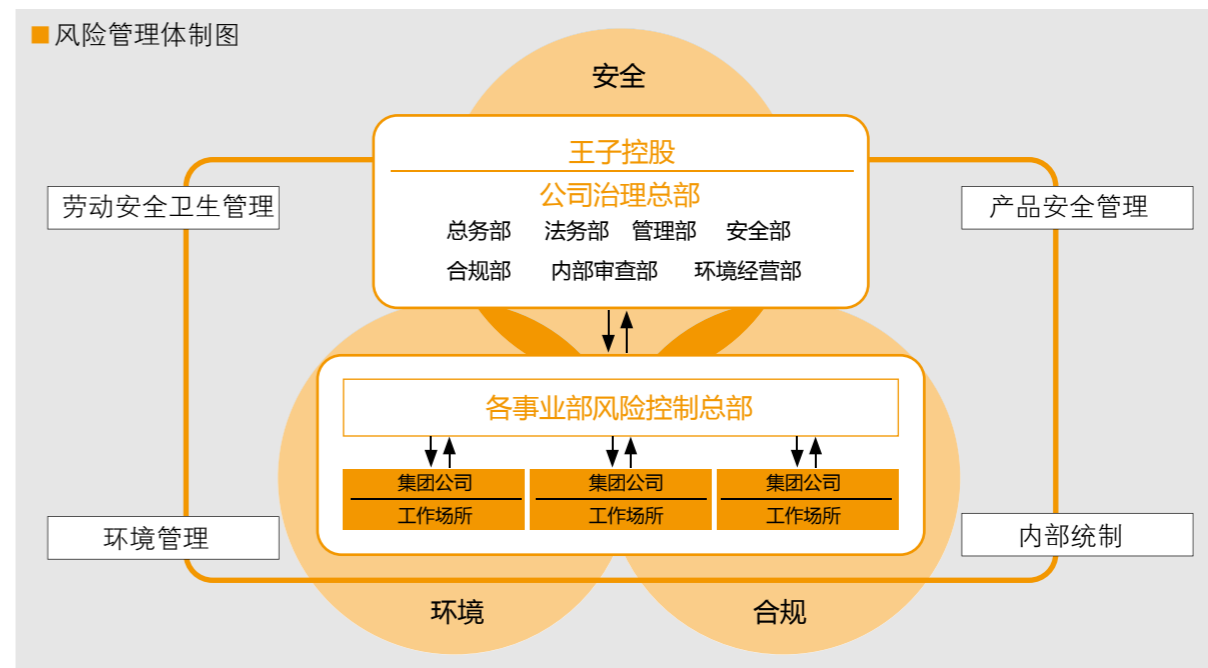 风险管理体制图
安全
王子控股
公司治理总部
劳动安全卫生管理
产品安全管理
总务部 法务部 管理部 安全部
合规部 内部审查部 环境经营部
各事业部风险控制总部
集团公司 集团公司 集团公司
工作场所 工作场所 工作场所
环境管理
内部统制
环境 合规